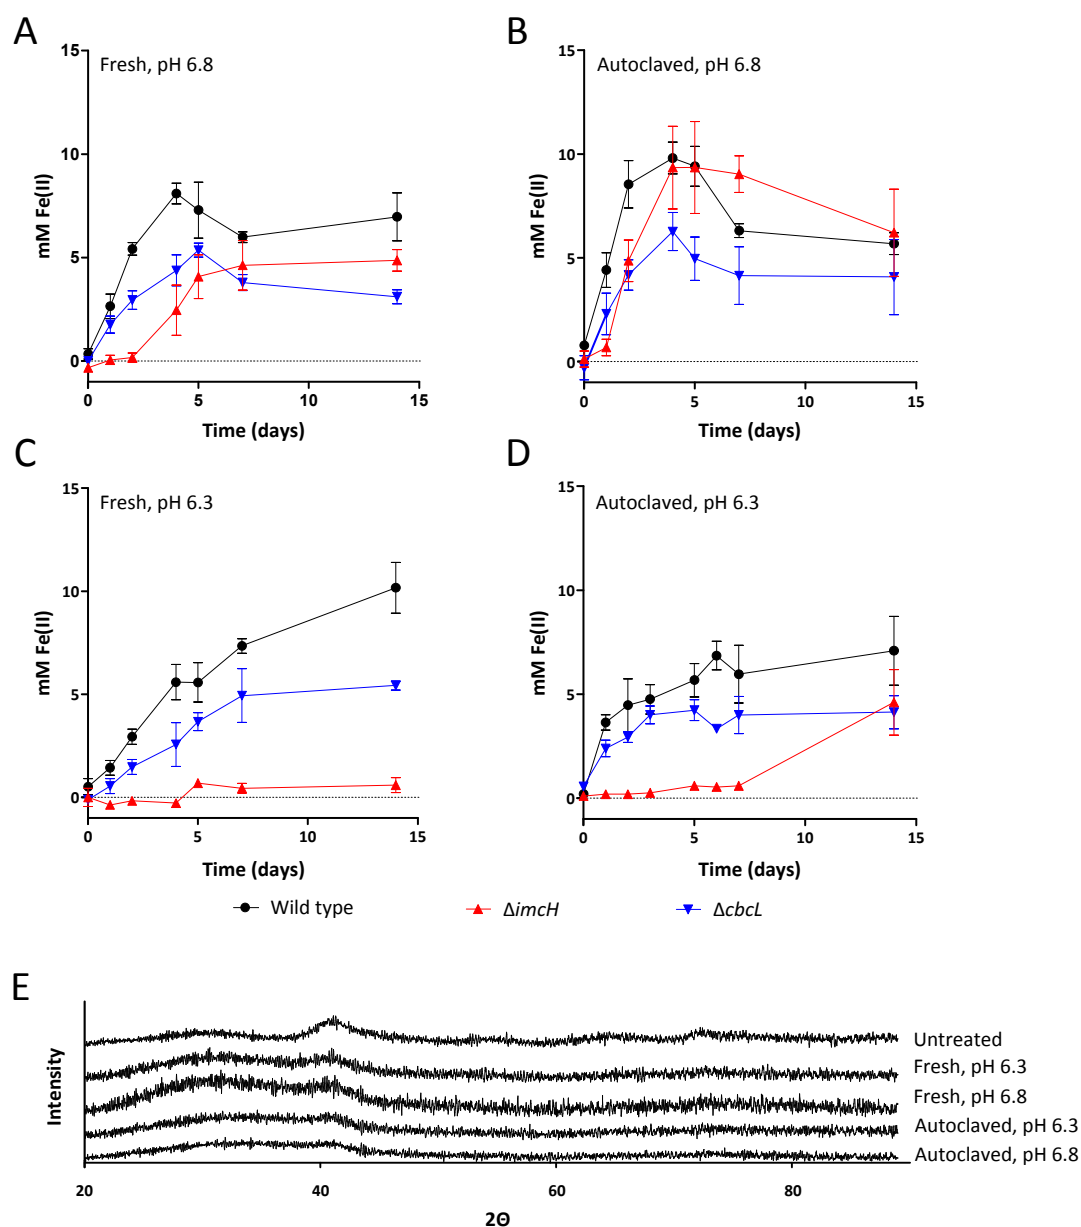 A
15
Fresh, pH 6.8
10
5
0
mM Fe(II)
0 5 10 15
Time (days)
B
15
Autoclaved, pH 6.8
10
5
0
mM Fe(II)
0 5 10 15
Time (days)
C
15
Fresh, pH 6.3
10
5
0
mM Fe(II)
0 5 10 15
Time (days)
D
15
Autoclaved, pH 6.3
10
5
0
mM Fe(II)
0 5 10 15
Time (days)
Wild type ΔimcH ΔcbcL
E
Intensity
Untreated
Fresh, pH 6.3
Fresh, pH 6.8
Autoclaved, pH 6.3
Autoclaved, pH 6.8
20 40 60 80
2Θ